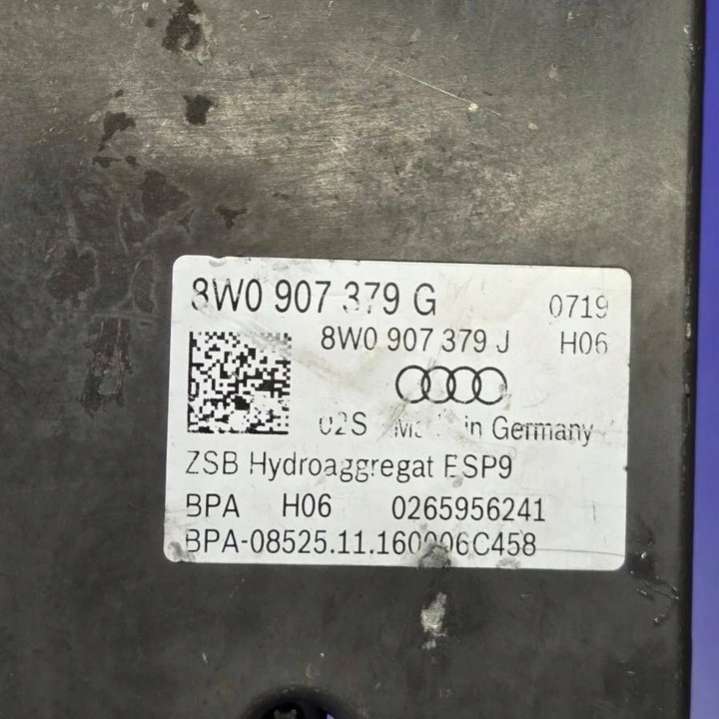 8W0 907 379 G 0719
8W0 907 379 J H06
02S Made in Germany
ZSB Hydroaggregat ESP9
BPA H06 0265956241
BPA-08525.11.160006C458